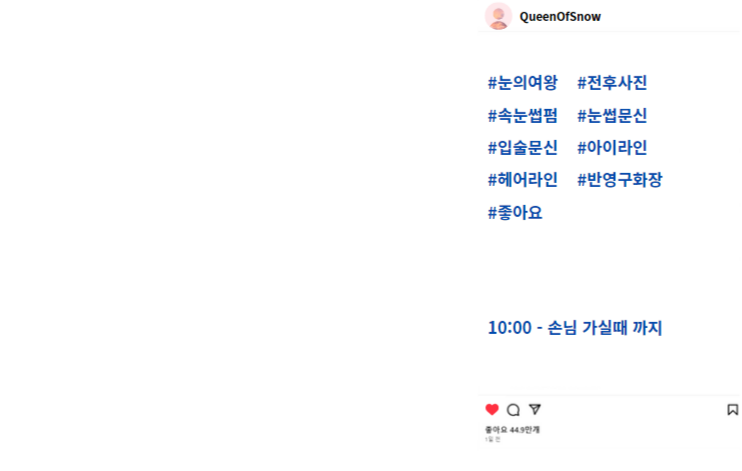 QueenOfSnow
#눈의여왕 #전후사진
#속눈썹펌 #눈썹문신
#입술문신 #아이라인
#헤어라인 #반영구화장
#좋아요
10:00 - 손님 가실때 까지
좋아요 44.9만개
1일 전